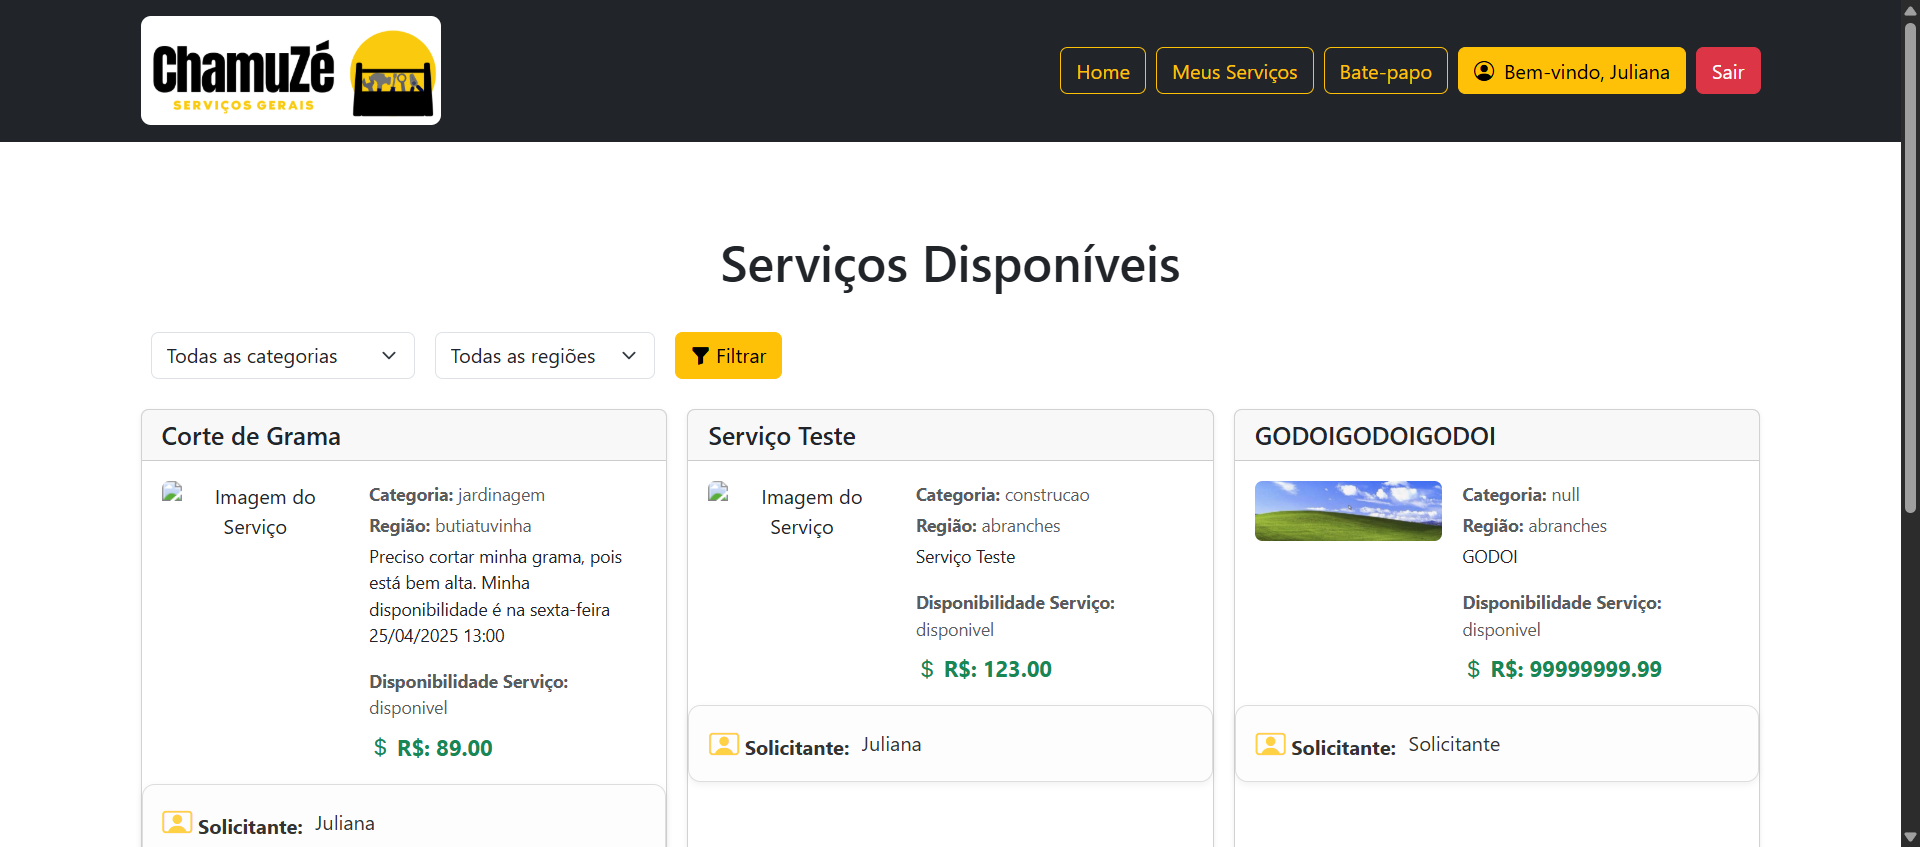 ChamuZé
SERVIÇOS GERAIS
Home
Meus Serviços
Bate-papo
Bem-vindo, Juliana
Sair
Serviços Disponíveis
Todas as categorias
Todas as regiões
Filtrar
Corte de Grama
Imagem do
Serviço
Categoria: jardinagem
Região: butiatuvinha
Preciso cortar minha grama, pois
está bem alta. Minha
disponibilidade é na sexta-feira
25/04/2025 13:00
Disponibilidade Serviço:
disponivel
$ R$: 89.00
Solicitante: Juliana
Serviço Teste
Imagem do
Serviço
Categoria: construcao
Região: abranches
Serviço Teste
Disponibilidade Serviço:
disponivel
$ R$: 123.00
Solicitante: Juliana
GODOIGODOIGODOI
Categoria: null
Região: abranches
GODOI
Disponibilidade Serviço:
disponivel
$ R$: 99999999.99
Solicitante: Solicitante